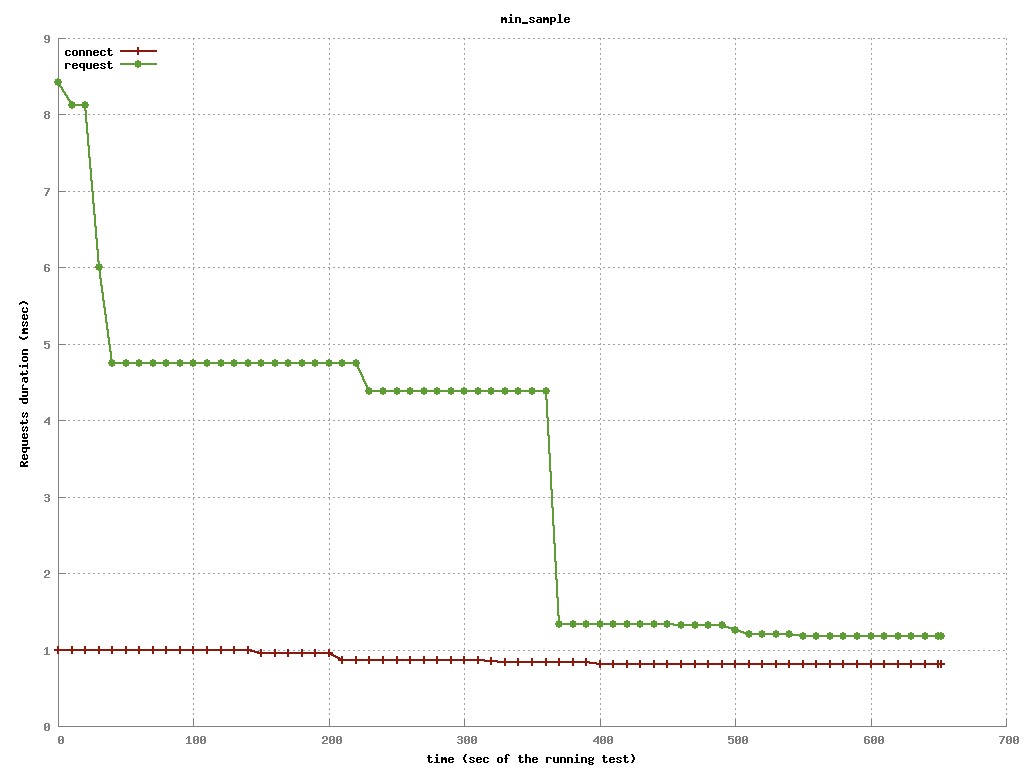 min_sample
connect
request
9
8
7
6
5
4
3
2
1
0
Requests duration (msec)
0 100 200 300 400 500 600 700
time (sec of the running test)